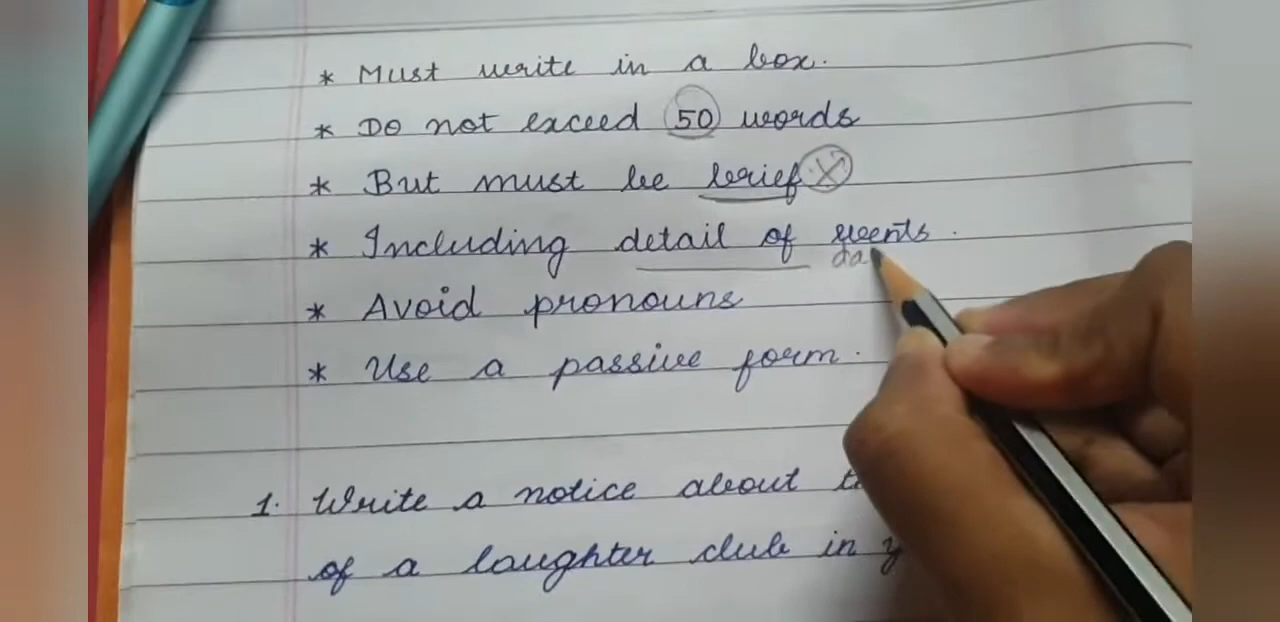 * Must write in a box.
* Do not exceed 50 words
* But must be brief
* Including detail of events.
da
* Avoid pronouns
* Use a passive form.
1. Write a notice about
of a laughter club in